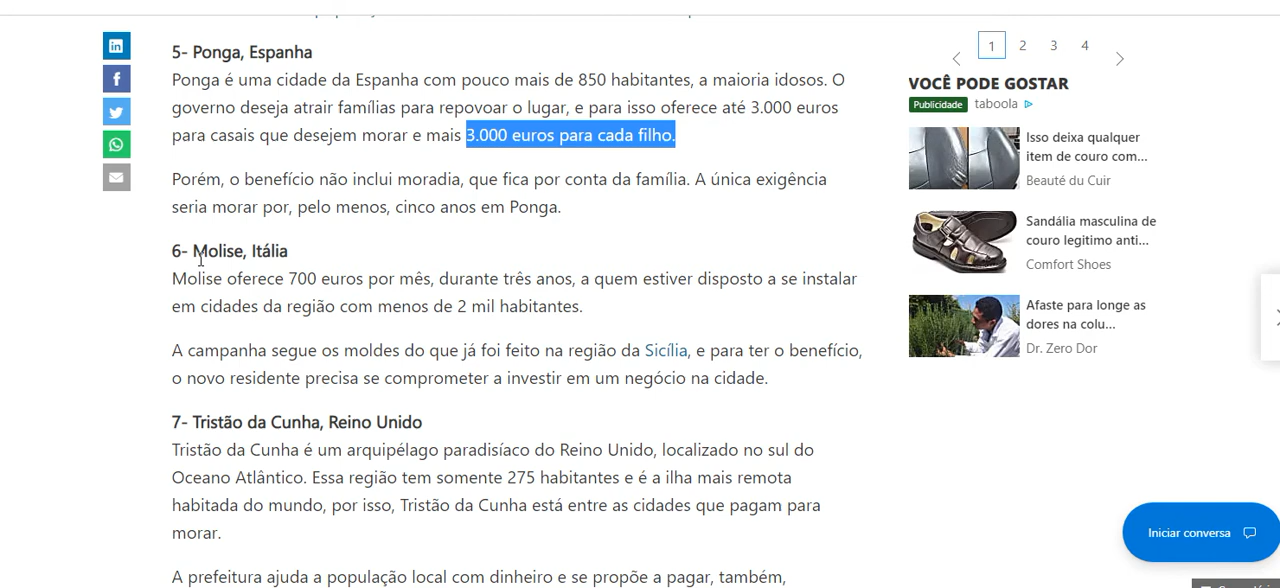 5- Ponga, Espanha
Ponga é uma cidade da Espanha com pouco mais de 850 habitantes, a maioria idosos. O
governo deseja atrair famílias para repovoar o lugar, e para isso oferece até 3.000 euros
para casais que desejem morar e mais 3.000 euros para cada filho.
Porém, o benefício não inclui moradia, que fica por conta da família. A única exigência
seria morar por, pelo menos, cinco anos em Ponga.
6- Molise, Itália
Molise oferece 700 euros por mês, durante três anos, a quem estiver disposto a se instalar
em cidades da região com menos de 2 mil habitantes.
A campanha segue os moldes do que já foi feito na região da Sicília, e para ter o benefício,
o novo residente precisa se comprometer a investir em um negócio na cidade.
7- Tristão da Cunha, Reino Unido
Tristão da Cunha é um arquipélago paradisíaco do Reino Unido, localizado no sul do
Oceano Atlântico. Essa região tem somente 275 habitantes e é a ilha mais remota
habitada do mundo, por isso, Tristão da Cunha está entre as cidades que pagam para
morar.
A prefeitura ajuda a população local com dinheiro e se propõe a pagar, também,
1 2 3 4
VOCÊ PODE GOSTAR
Publicidade taboola
Isso deixa qualquer
item de couro com...
Beauté du Cuir
Sandália masculina de
couro legitimo anti...
Comfort Shoes
Afaste para longe as
dores na colu...
Dr. Zero Dor
Iniciar conversa